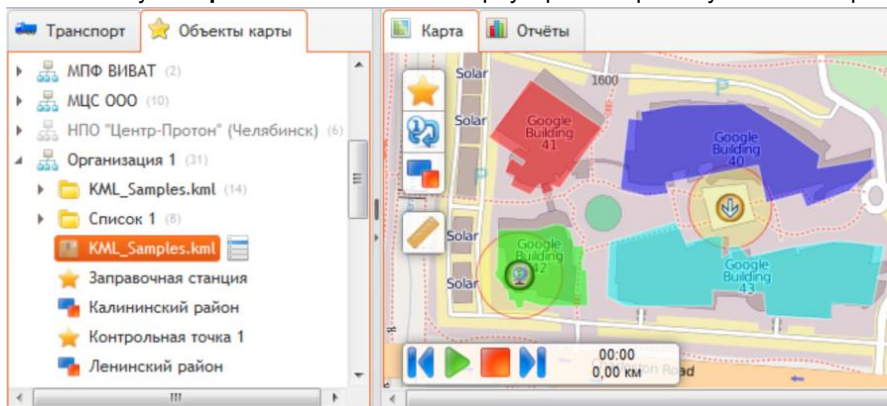 Транспорт
Объекты карты
МПФ ВИВАТ (2)
МЦС ООО (10)
НПО "Центр-Протон" (Челябинск) (6)
Организация 1 (31)
KML_Samples.kml (14)
Список 1 (8)
KML_Samples.kml
Заправочная станция
Калининский район
Контрольная точка 1
Ленинский район
Карта
Отчёты
Solar
1600
Solar
Google
Building
41
Google
Building
40
Solar
Google
Building
42
Solar
Google
Building
43
00:00
0,00 км
Road